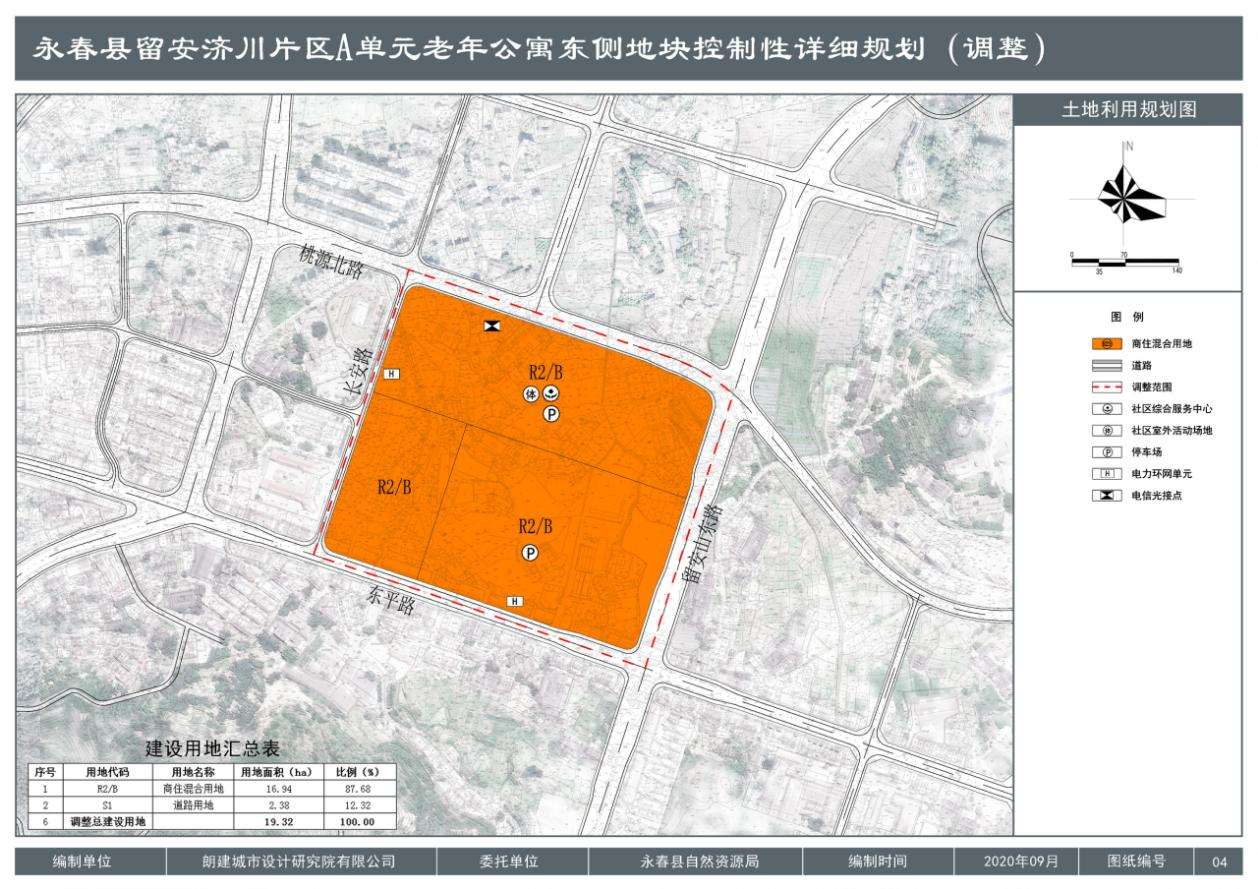 永春县留安济川片区A单元老年公寓东侧地块控制性详细规划（调整）
土地利用规划图
N
0 70
35 140
图 例
商住混合用地
道路
调整范围
社区综合服务中心
体 社区室外活动场地
P 停车场
H 电力环网单元
电信光接点
桃源北路
长安路
H
R2/B
体
P
R2/B
R2/B
P
H
留安山东路
东平路
建设用地汇总表
序号 用地代码 用地名称 用地面积（ha） 比例（%）
1 R2/B 商住混合用地 16.94 87.68
2 S1 道路用地 2.38 12.32
6 调整总建设用地 19.32 100.00
编制单位 朗建城市设计研究院有限公司 委托单位 永春县自然资源局 编制时间 2020年09月 图纸编号 04